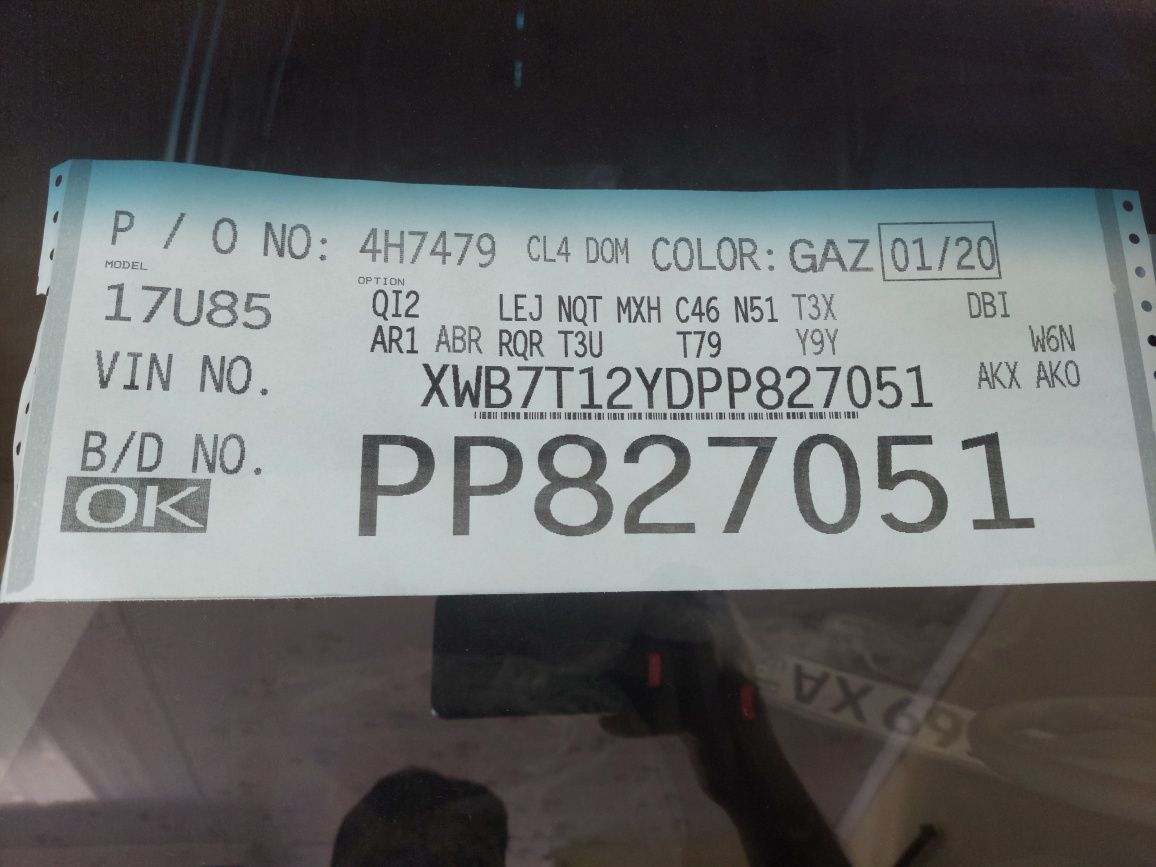 P / O NO: 4H7479 CL4 DOM COLOR: GAZ 01/20
MODEL
OPTION
17U85 QI2 LEJ NQT MXH C46 N51 T3X DBI
AR1 ABR RQR T3U T79 Y9Y W6N
VIN NO. XWB7T12YDPP827051 AKX AKO
B/D NO. PP827051
OK